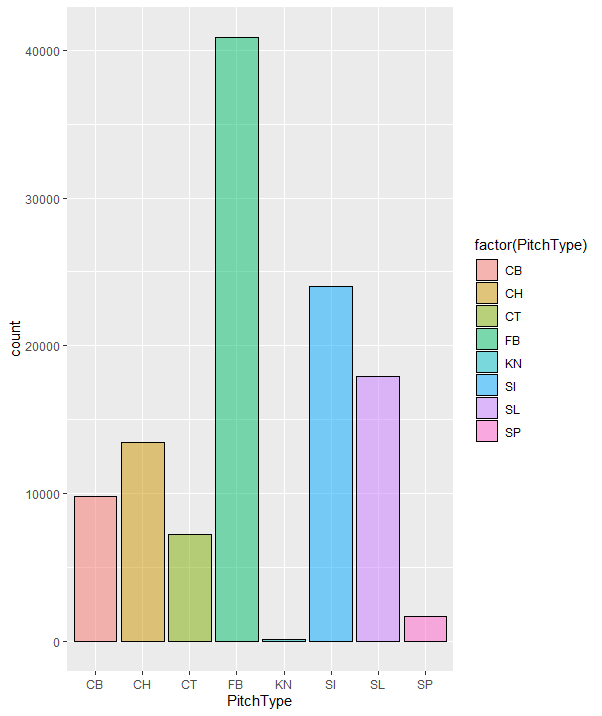 40000
30000
20000
10000
0
count
CB CH CT FB KN SI SL SP
PitchType
factor(PitchType)
CB
CH
CT
FB
KN
SI
SL
SP